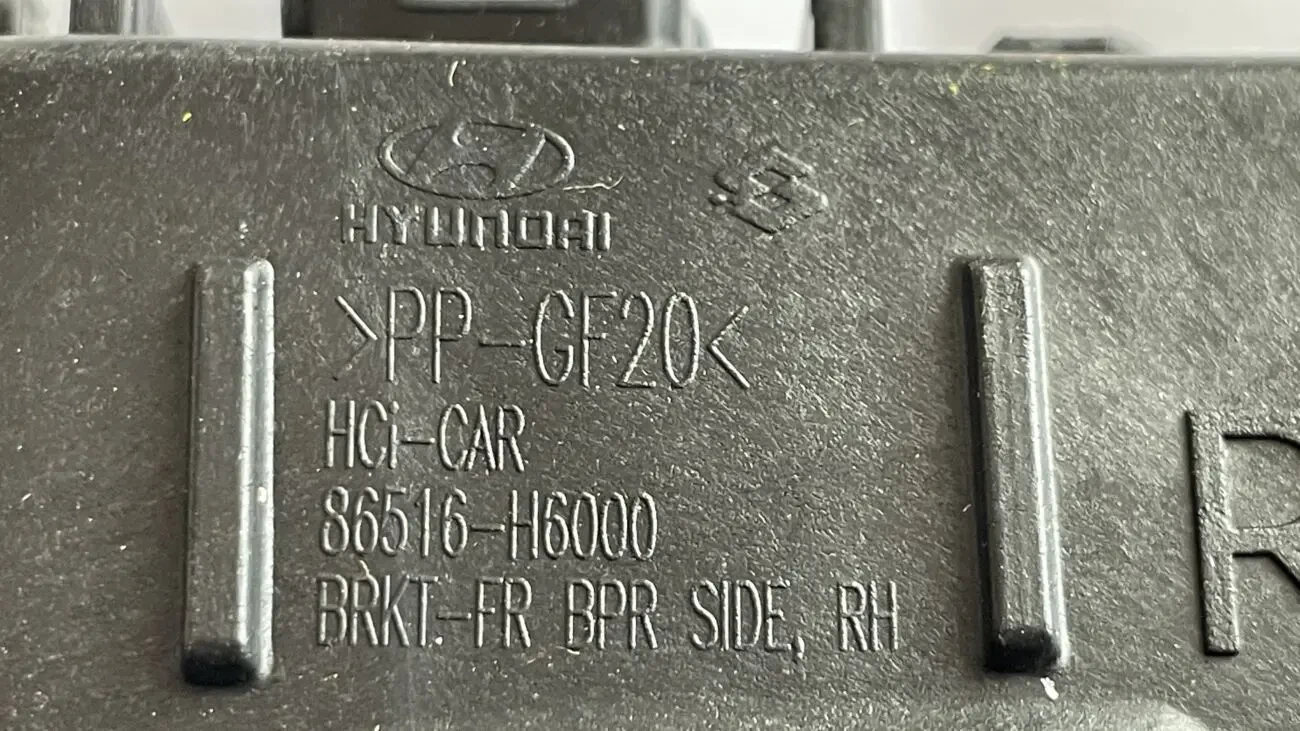 HYUNDAI
>PP-GF20<
HCi-CAR
86516-H6000
BRKT.-FR BPR SIDE, RH
R